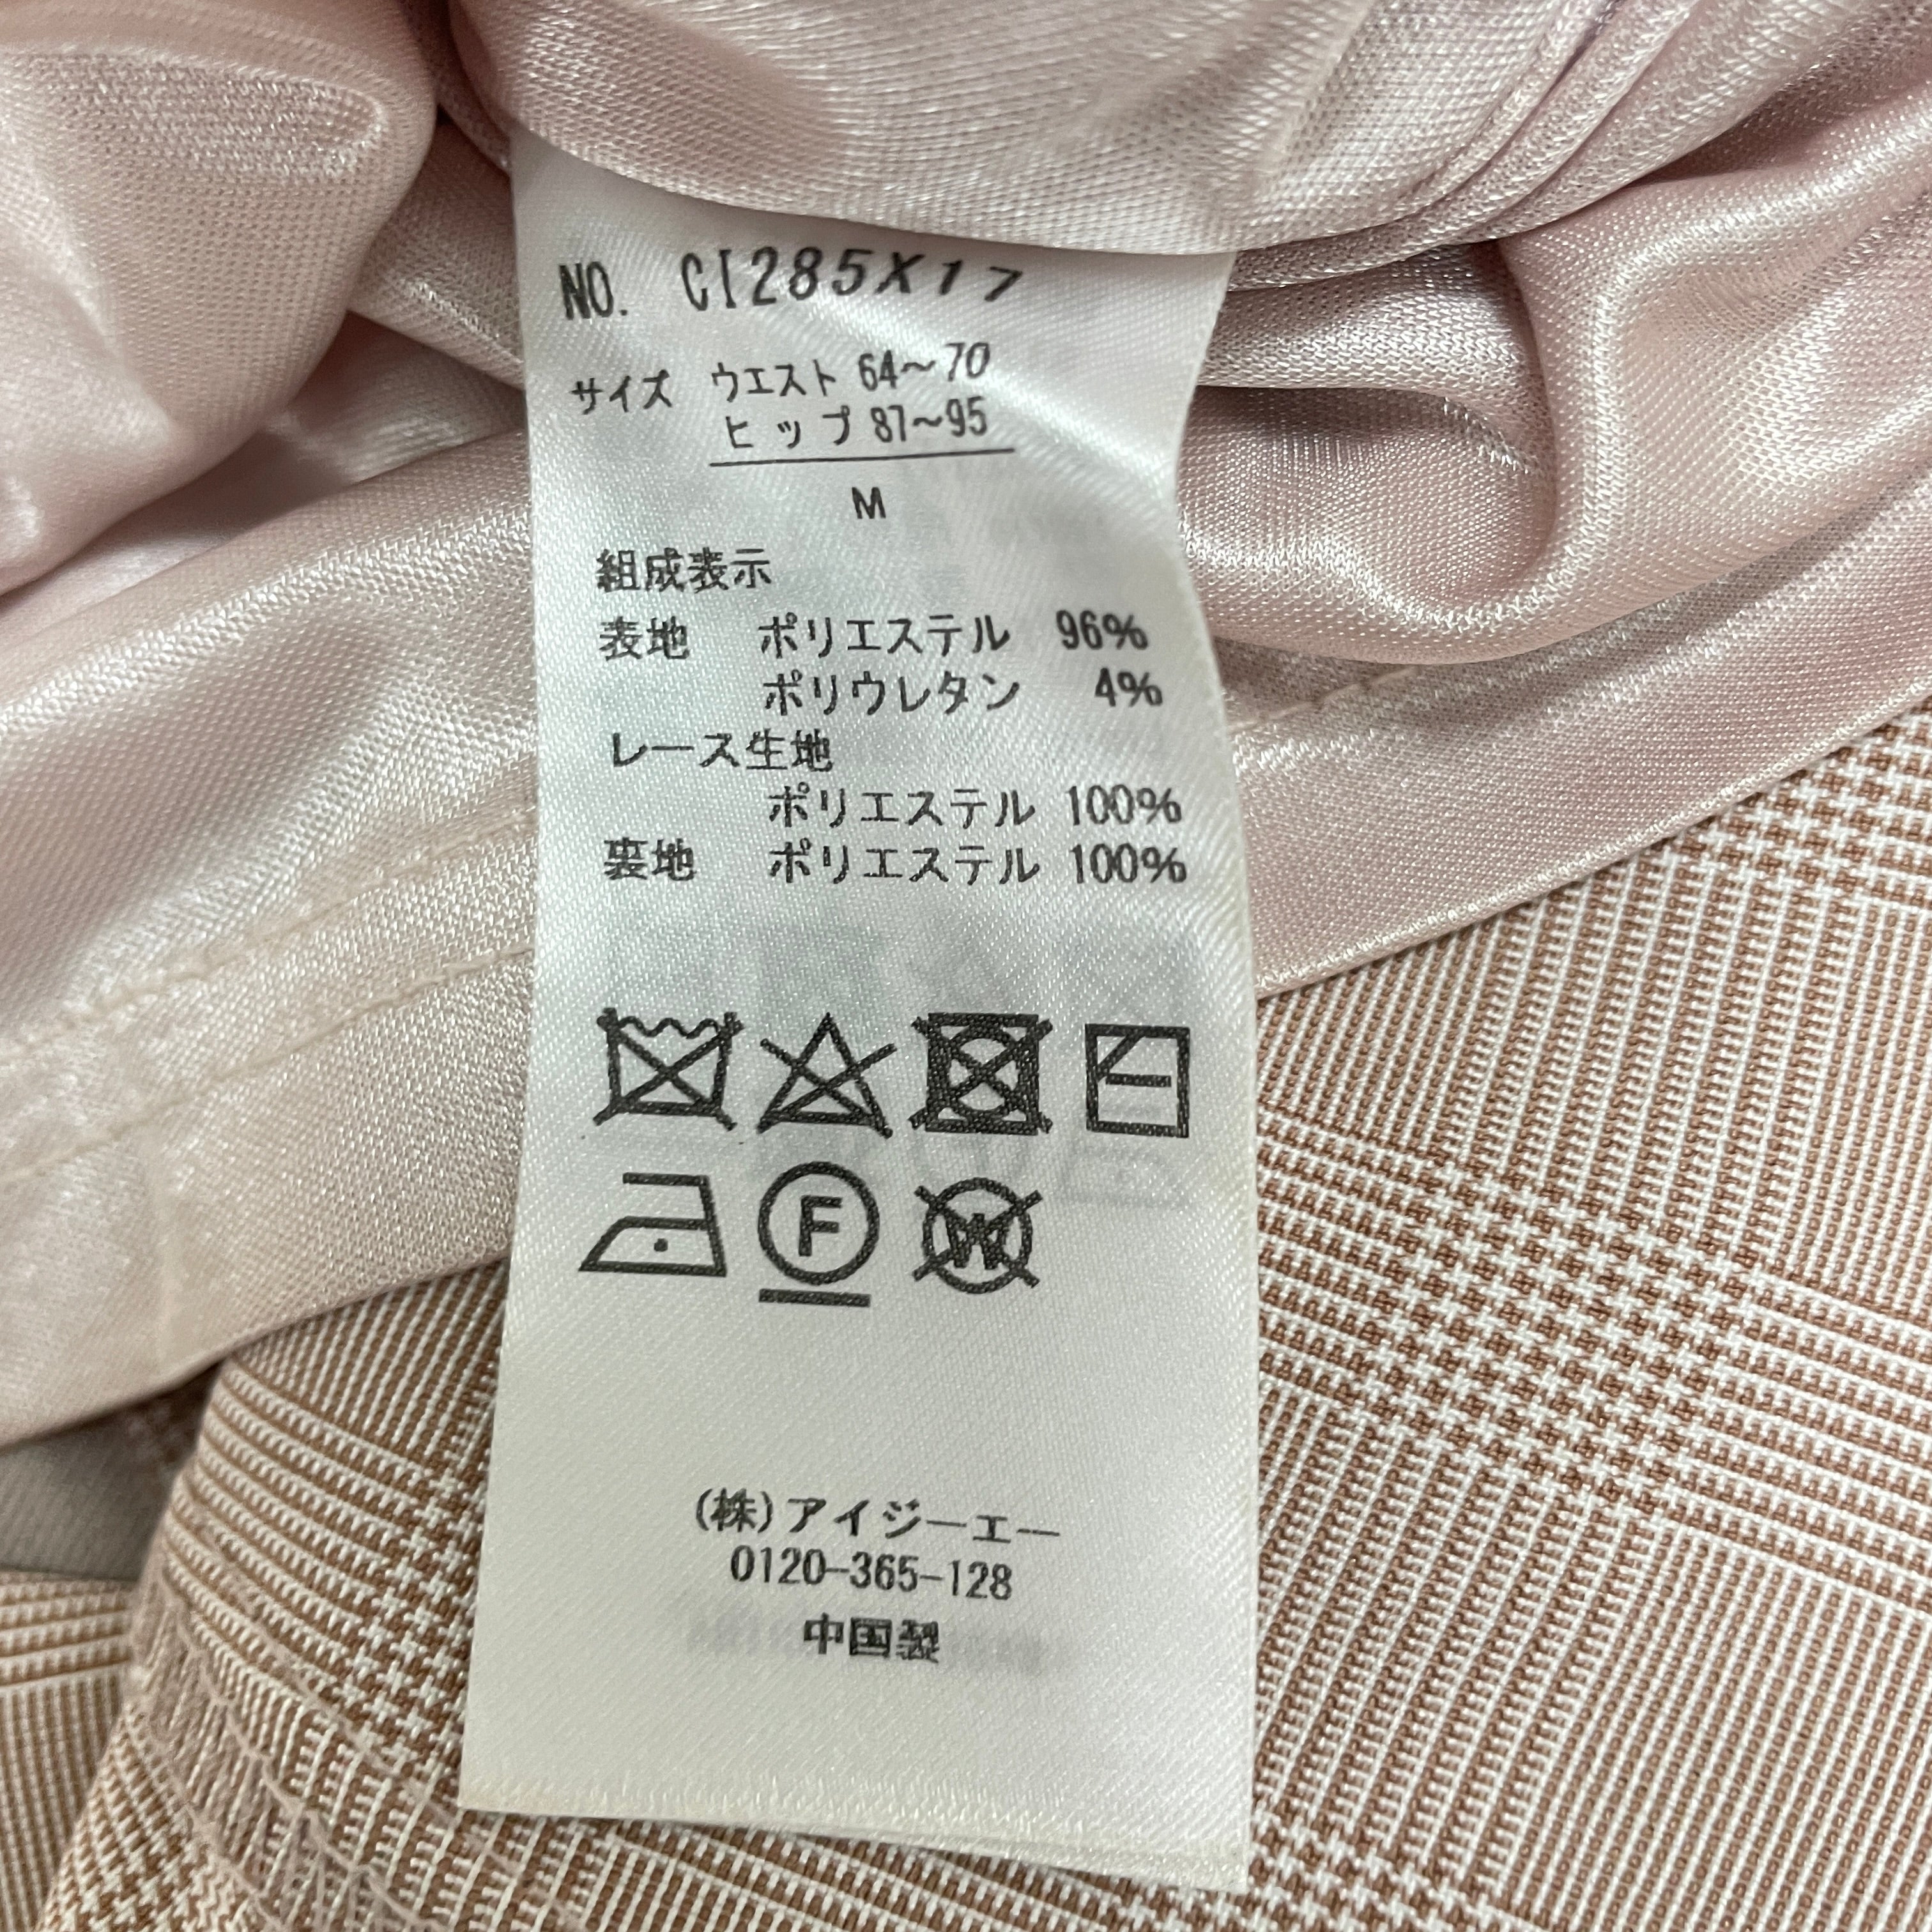 NO. CI285X17
サイズ ウエスト 64～70
ヒップ 87～95
M
組成表示
表地 ポリエステル 96%
ポリウレタン 4%
レース生地
ポリエステル 100%
裏地 ポリエステル 100%
F
W
(株)アイジーエー
0120-365-128
中国製